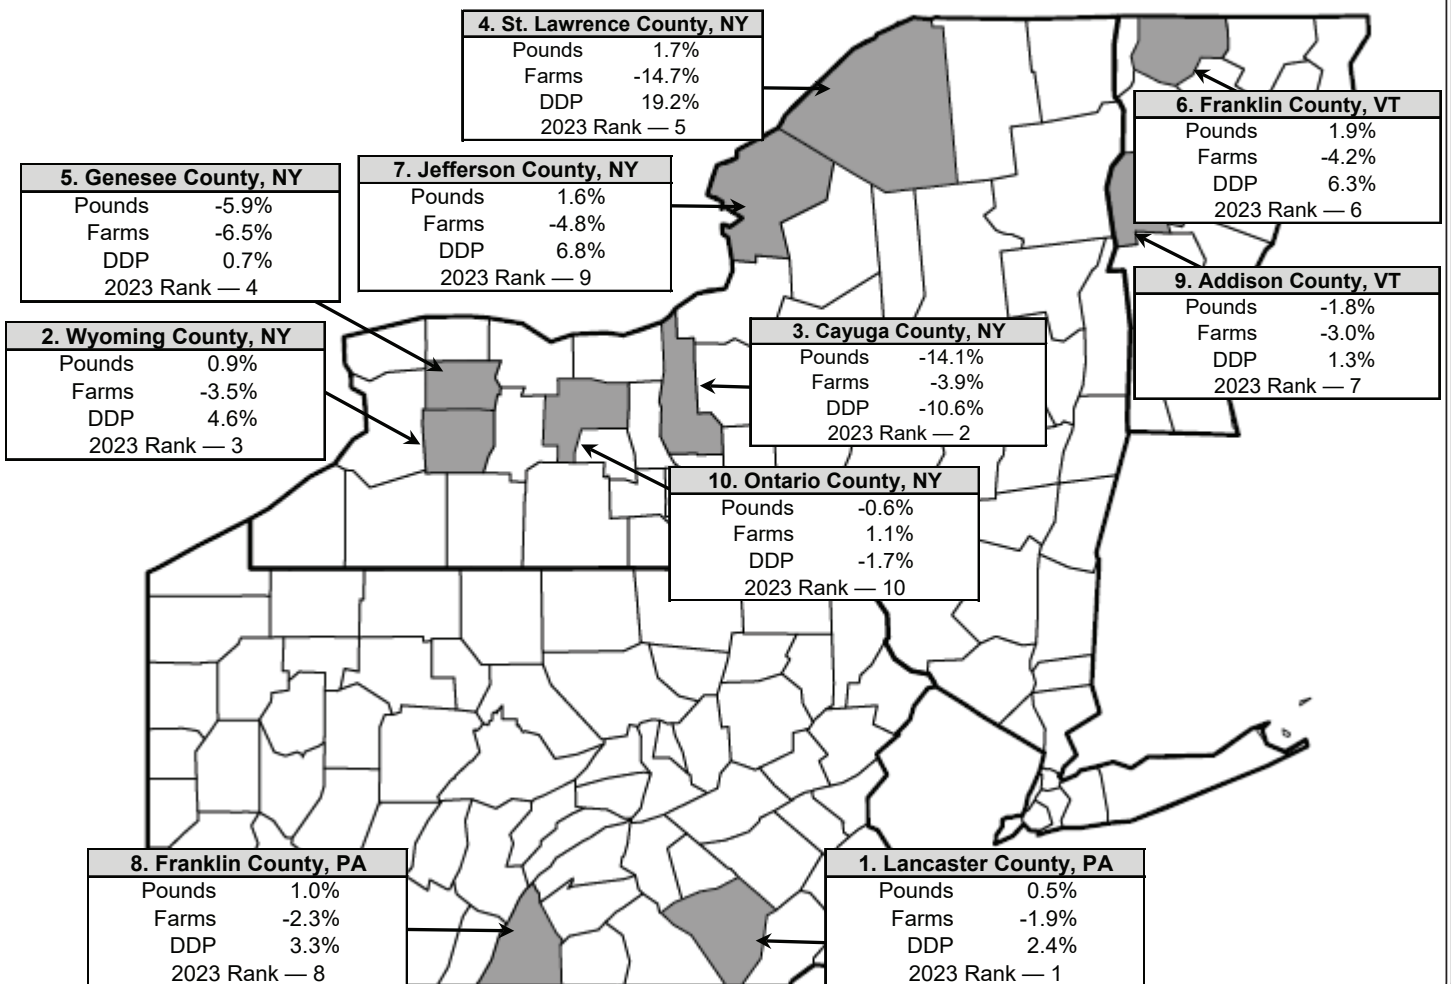 4. St. Lawrence County, NY
Pounds 1.7%
Farms -14.7%
DDP 19.2%
2023 Rank — 5
6. Franklin County, VT
Pounds 1.9%
Farms -4.2%
DDP 6.3%
2023 Rank — 6
5. Genesee County, NY
Pounds -5.9%
Farms -6.5%
DDP 0.7%
2023 Rank — 4
7. Jefferson County, NY
Pounds 1.6%
Farms -4.8%
DDP 6.8%
2023 Rank — 9
9. Addison County, VT
Pounds -1.8%
Farms -3.0%
DDP 1.3%
2023 Rank — 7
2. Wyoming County, NY
Pounds 0.9%
Farms -3.5%
DDP 4.6%
2023 Rank — 3
3. Cayuga County, NY
Pounds -14.1%
Farms -3.9%
DDP -10.6%
2023 Rank — 2
10. Ontario County, NY
Pounds -0.6%
Farms 1.1%
DDP -1.7%
2023 Rank — 10
8. Franklin County, PA
Pounds 1.0%
Farms -2.3%
DDP 3.3%
2023 Rank — 8
1. Lancaster County, PA
Pounds 0.5%
Farms -1.9%
DDP 2.4%
2023 Rank — 1